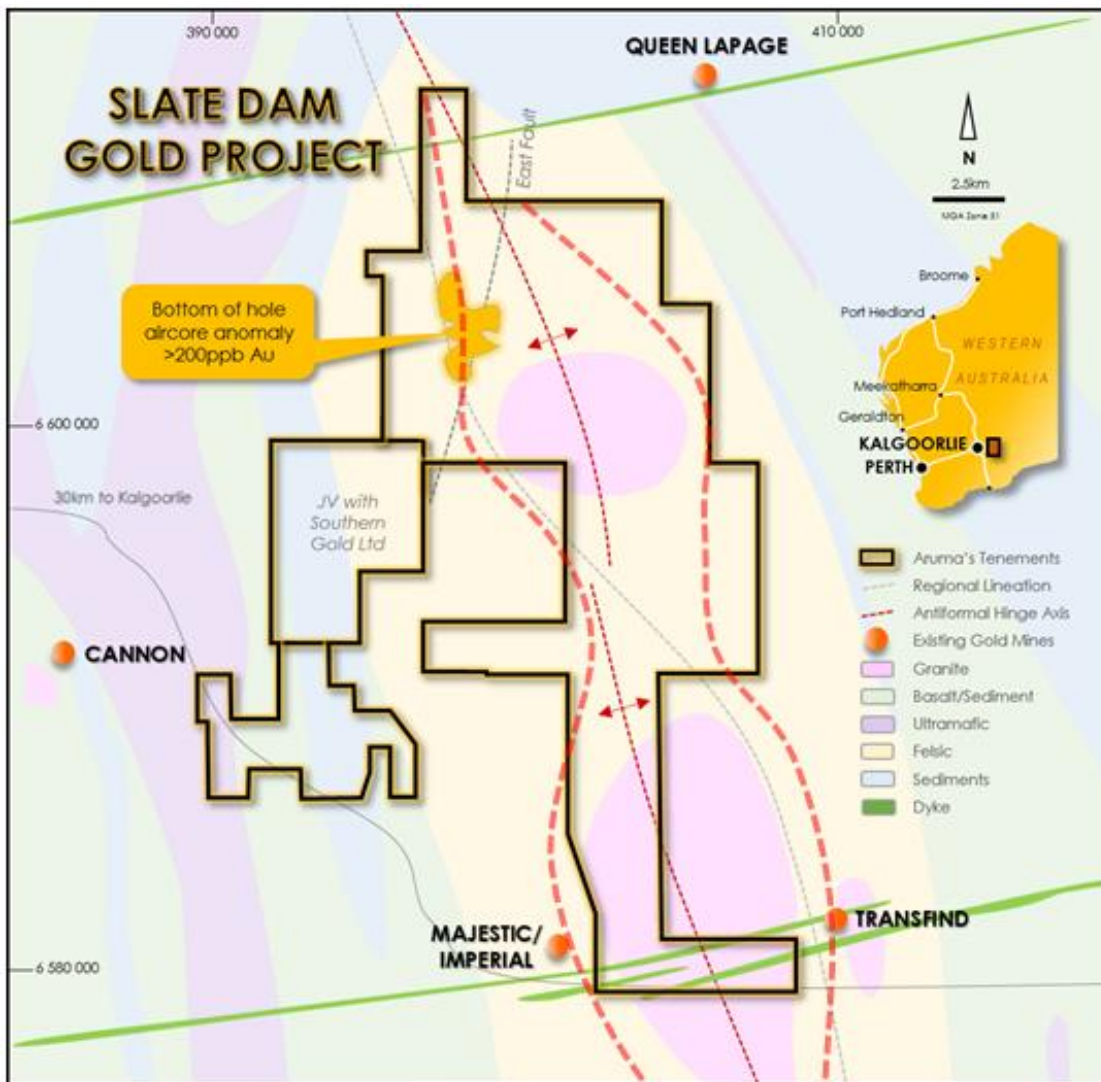 390 000
410 000
QUEEN LAPAGE
SLATE DAM
GOLD PROJECT
East Fault
N
2.5km
MGA Zone 51
Bottom of hole
aircore anomaly
>200ppb Au
Broome
Port Hedland
WESTERN
AUSTRALIA
Meekatharra
Geraldton
KALGOORLIE
PERTH
6 600 000
30km to Kalgoorlie
JV with
Southern
Gold Ltd
CANNON
Aruma's Tenements
Regional Lineation
Antiformal Hinge Axis
Existing Gold Mines
Granite
Basalt/Sediment
Ultramafic
Felsic
Sediments
Dyke
MAJESTIC/
IMPERIAL
TRANSFIND
6 580 000